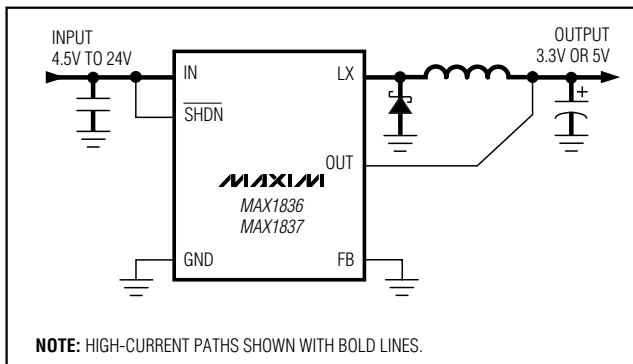 INPUT
4.5V TO 24V
OUTPUT
3.3V OR 5V
IN
LX
SHDN
+
OUT
MAXIM
MAX1836
MAX1837
GND
FB
NOTE: HIGH-CURRENT PATHS SHOWN WITH BOLD LINES.